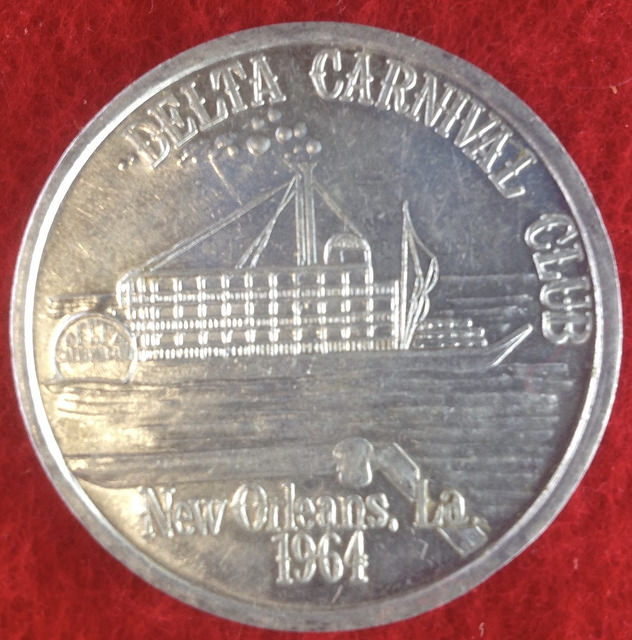 DELTA CARNIVAL CLUB
New Orleans, La.
1964